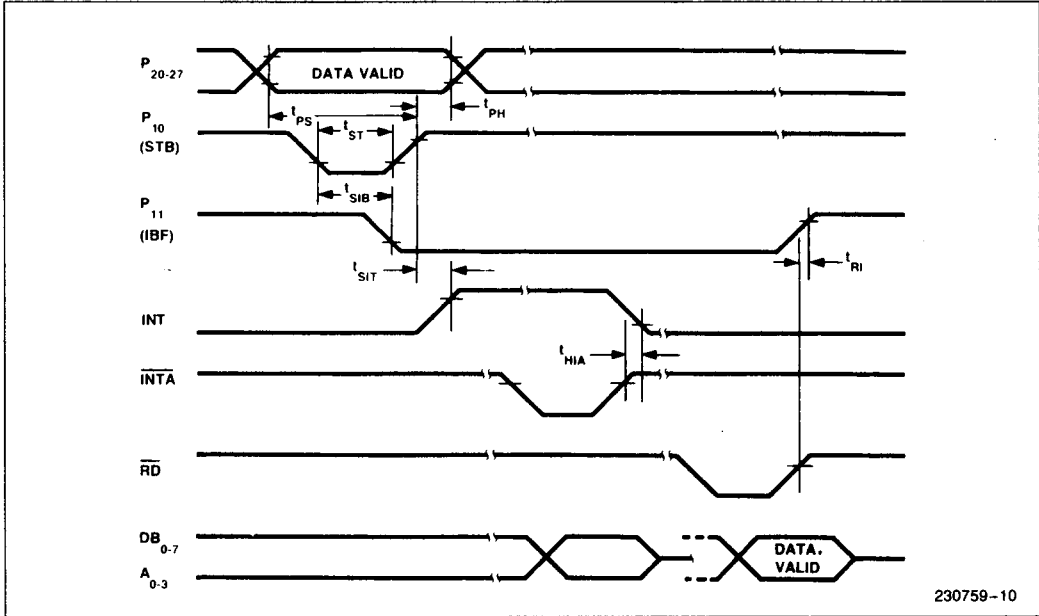 P20-27
DATA VALID
tPH
tPS
P10
(STB)
tST
tSIB
P11
(IBF)
tRI
tSIT
INT
tHIA
INTA
RD
DB0-7
A0-3
DATA.
VALID
230759-10